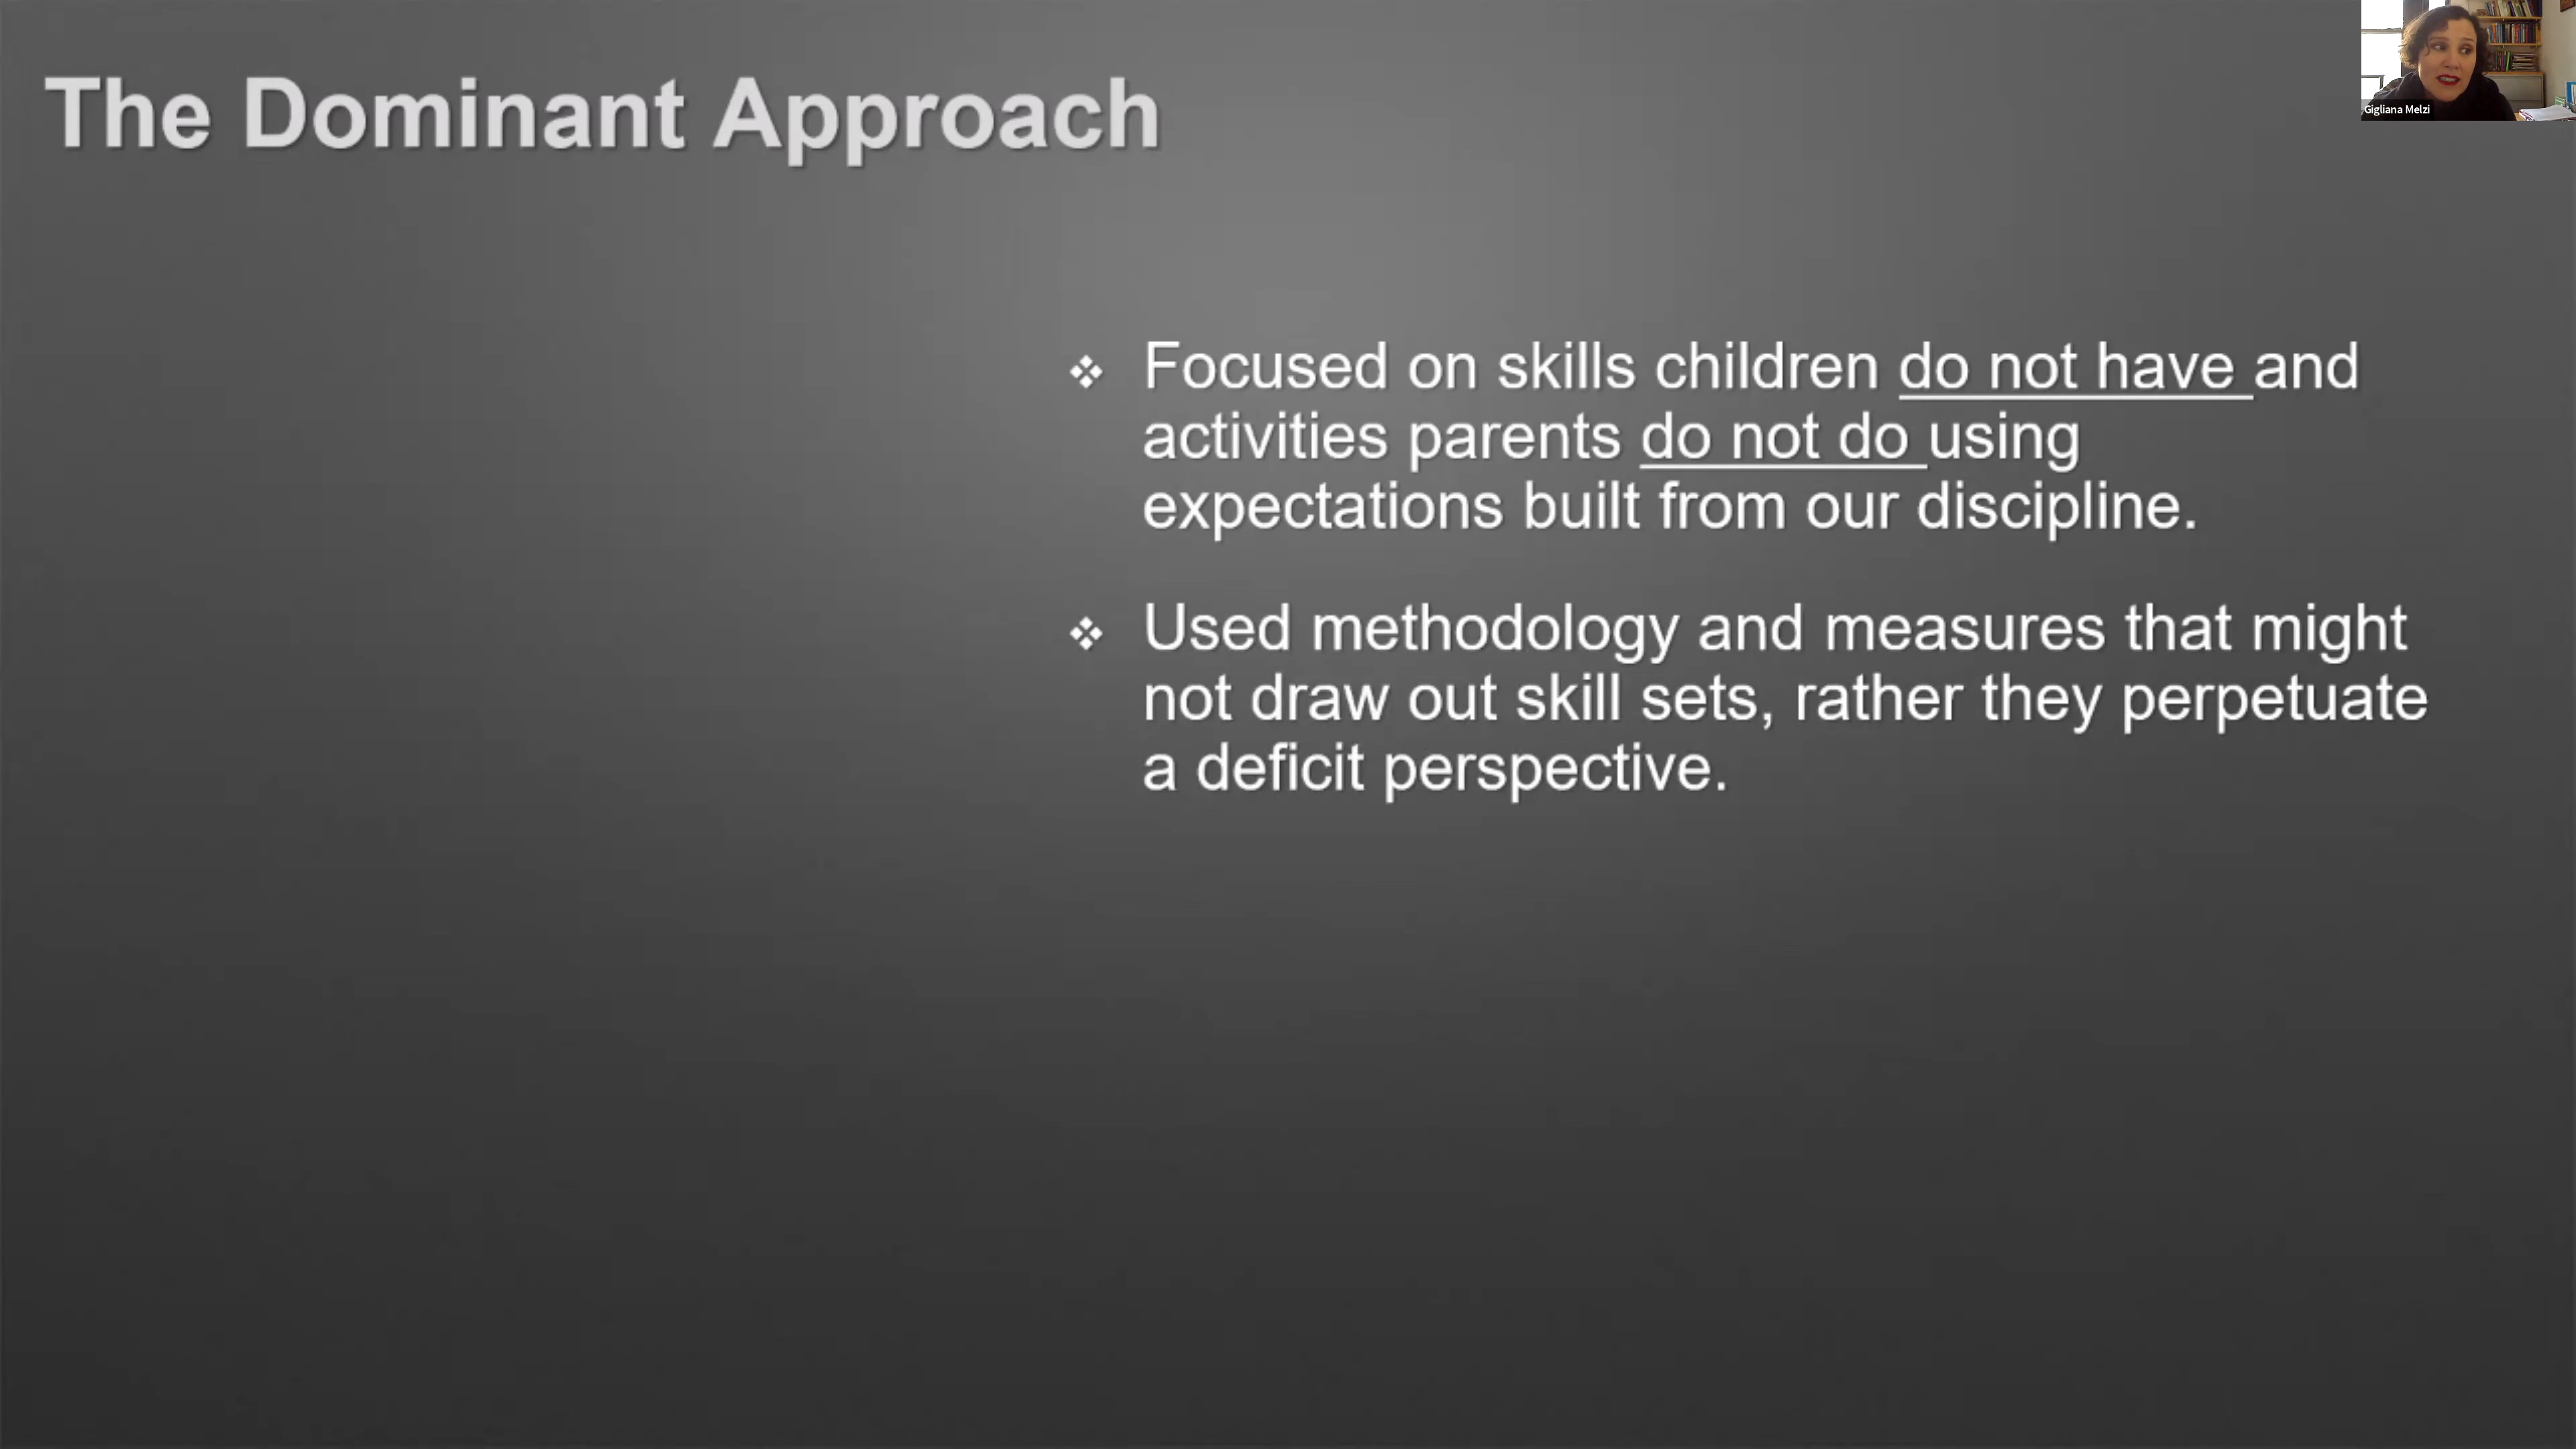 The Dominant Approach
Gigliana Melzi
❖ Focused on skills children do not have and
activities parents do not do using
expectations built from our discipline.
❖ Used methodology and measures that might
not draw out skill sets, rather they perpetuate
a deficit perspective.